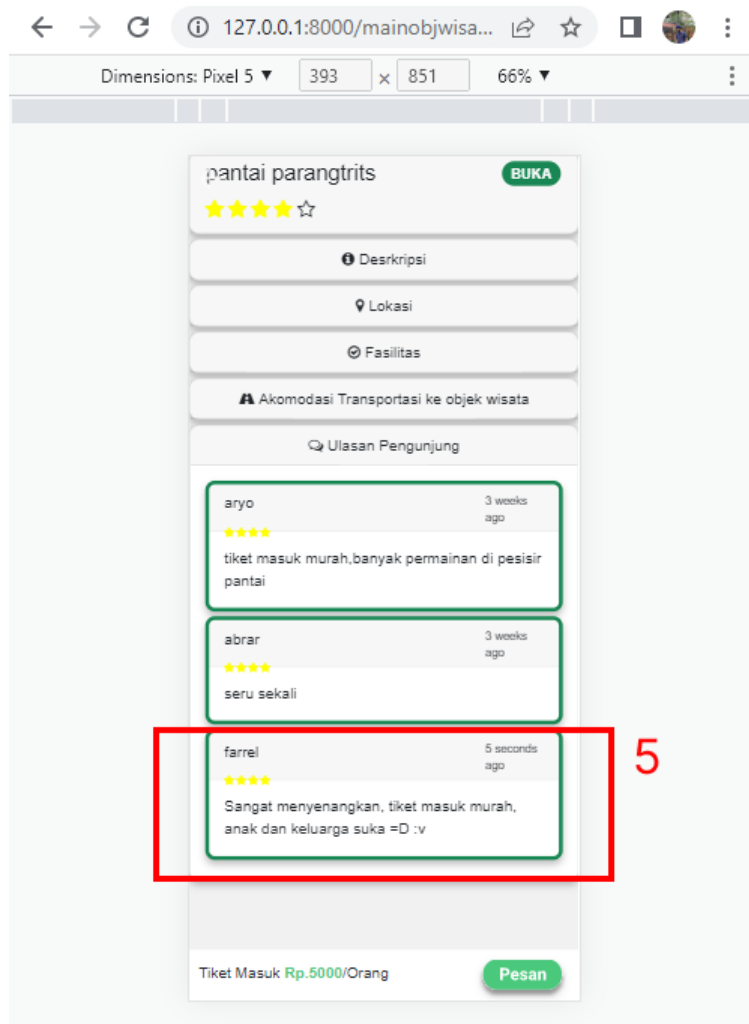 127.0.0.1:8000/mainobjwisa...
Dimensions: Pixel 5 ▼ 393 × 851 66% ▼
pantai parangtrits BUKA
Desrkripsi
Lokasi
Fasilitas
Akomodasi Transportasi ke objek wisata
Ulasan Pengunjung
aryo 3 weeks
ago
tiket masuk murah,banyak permainan di pesisir
pantai
abrar 3 weeks
ago
seru sekali
farrel 5 seconds
ago
5
Sangat menyenangkan, tiket masuk murah,
anak dan keluarga suka =D :v
Tiket Masuk Rp.5000/Orang Pesan